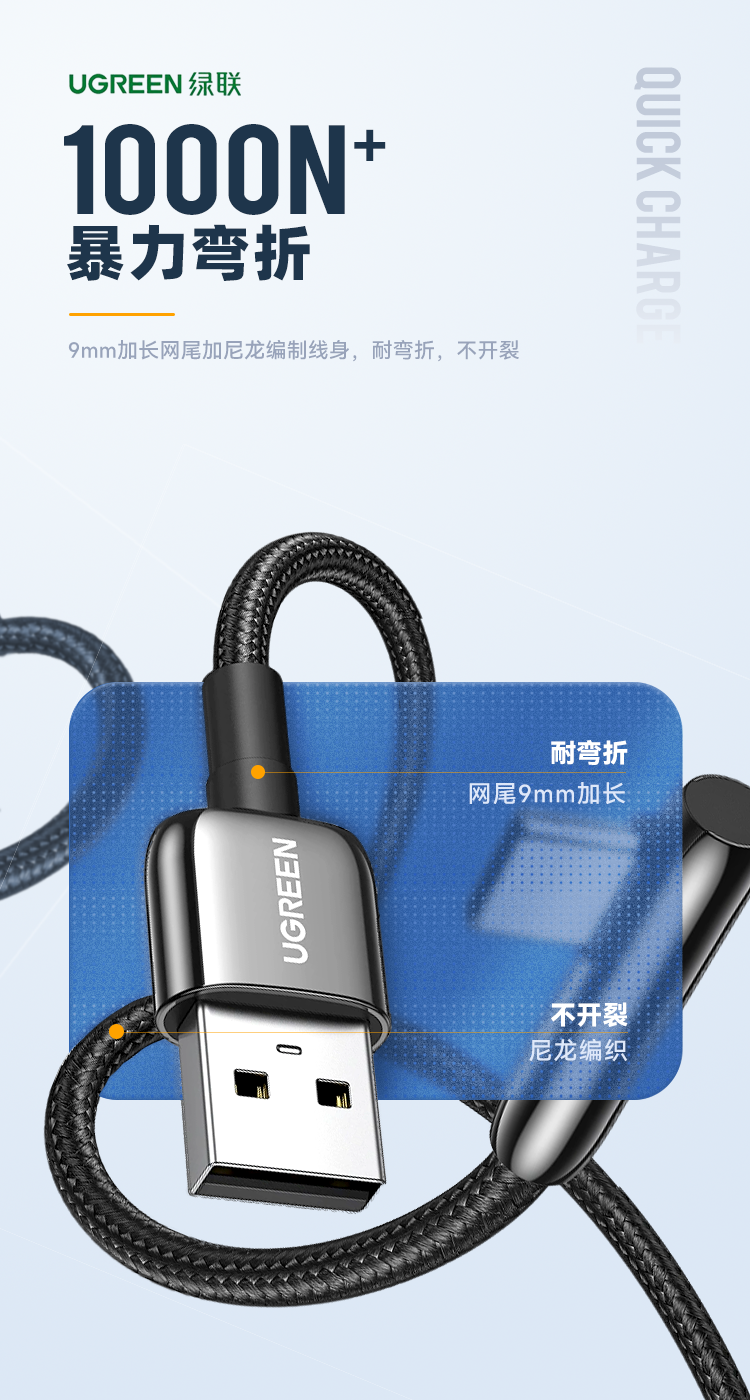 UGREEN 绿联
1000N+
暴力弯折
9mm加长网尾加尼龙编制线身，耐弯折，不开裂
QUICK CHARGE
耐弯折
网尾9mm加长
UGREEN
不开裂
尼龙编织